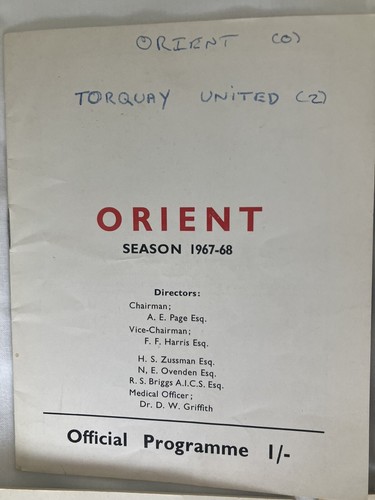 ORIENT (0)
TORQUAY UNITED (2)
ORIENT
SEASON 1967-68
Directors:
Chairman;
A. E. Page Esq.
Vice-Chairman;
F. F. Harris Esq.
H. S. Zussman Esq.
N. E. Ovenden Esq.
R. S. Briggs A.I.C.S. Esq.
Medical Officer;
Dr. D. W. Griffith
Official Programme 1/-